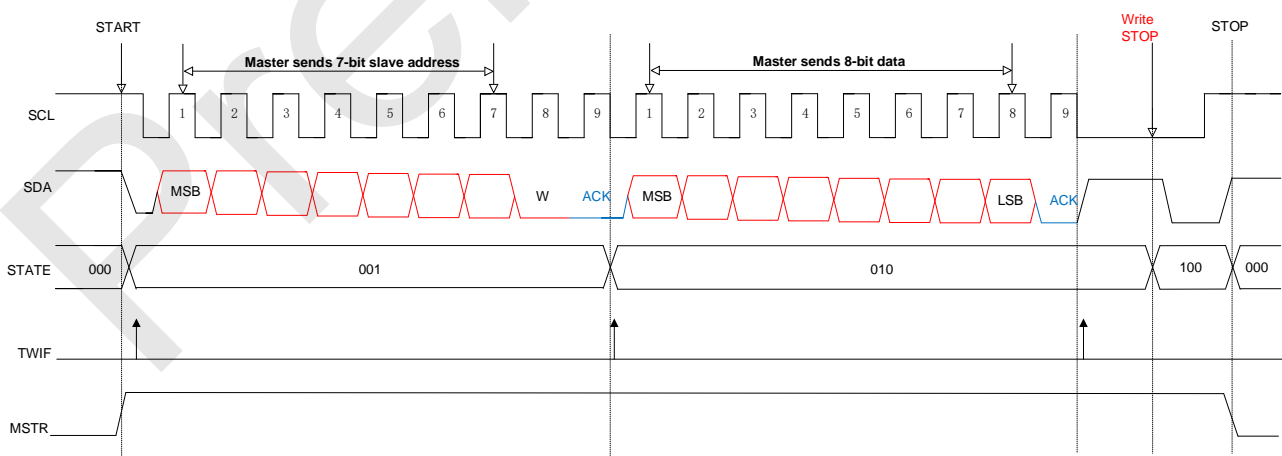 START
Write
STOP
STOP
Master sends 7-bit slave address
Master sends 8-bit data
SCL
1 2 3 4 5 6 7 8 9 1 2 3 4 5 6 7 8 9
SDA
MSB W ACK MSB LSB ACK
STATE 000 001 010 100 000
TWIF
MSTR
Pre